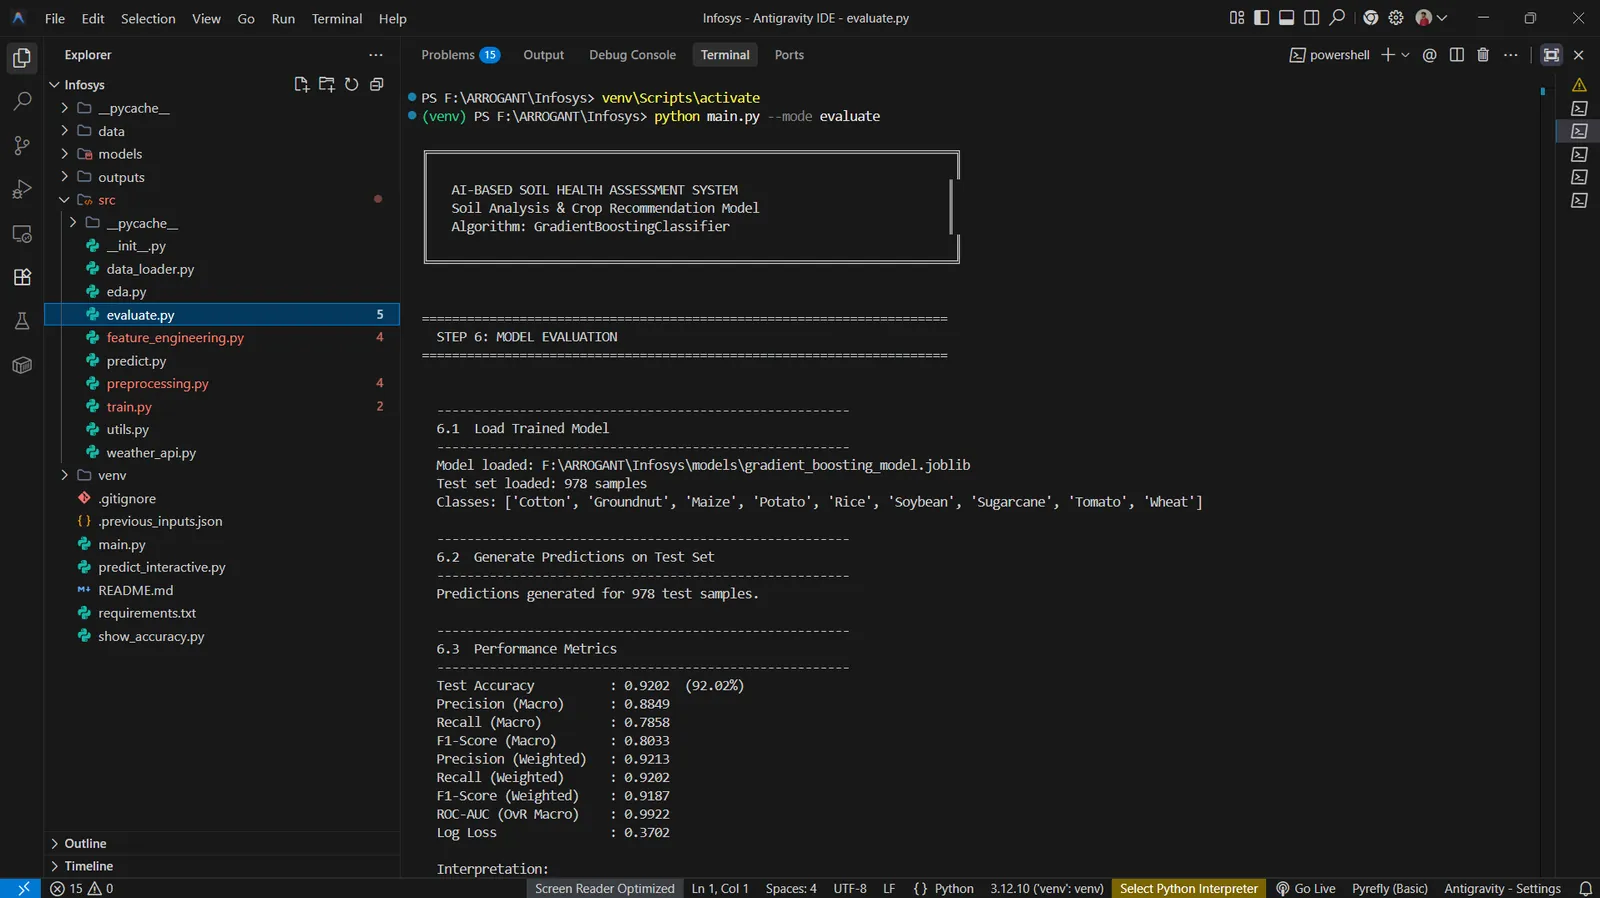 File Edit Selection View Go Run Terminal Help
Infosys - Antigravity IDE - evaluate.py
Explorer
Infosys
__pycache__
data
models
outputs
src
__pycache__
__init__.py
data_loader.py
eda.py
evaluate.py 5
feature_engineering.py 4
predict.py
preprocessing.py 4
train.py 2
utils.py
weather_api.py
venv
.gitignore
.previous_inputs.json
main.py
predict_interactive.py
README.md
requirements.txt
show_accuracy.py
Outline
Timeline
Problems 15 Output Debug Console Terminal Ports
powershell
PS F:\ARROGANT\Infosys> venv\Scripts\activate
(venv) PS F:\ARROGANT\Infosys> python main.py --mode evaluate
AI-BASED SOIL HEALTH ASSESSMENT SYSTEM
Soil Analysis & Crop Recommendation Model
Algorithm: GradientBoostingClassifier
======================================================================
STEP 6: MODEL EVALUATION
======================================================================
-------------------------------------------------------
6.1 Load Trained Model
-------------------------------------------------------
Model loaded: F:\ARROGANT\Infosys\models\gradient_boosting_model.joblib
Test set loaded: 978 samples
Classes: ['Cotton', 'Groundnut', 'Maize', 'Potato', 'Rice', 'Soybean', 'Sugarcane', 'Tomato', 'Wheat']
-------------------------------------------------------
6.2 Generate Predictions on Test Set
-------------------------------------------------------
Predictions generated for 978 test samples.
-------------------------------------------------------
6.3 Performance Metrics
-------------------------------------------------------
Test Accuracy : 0.9202 (92.02%)
Precision (Macro) : 0.8849
Recall (Macro) : 0.7858
F1-Score (Macro) : 0.8033
Precision (Weighted) : 0.9213
Recall (Weighted) : 0.9202
F1-Score (Weighted) : 0.9187
ROC-AUC (OvR Macro) : 0.9922
Log Loss : 0.3702
Interpretation:
15 0 Screen Reader Optimized Ln 1, Col 1 Spaces: 4 UTF-8 LF { } Python 3.12.10 ('venv': venv) Select Python Interpreter Go Live Pyrefly (Basic) Antigravity - Settings